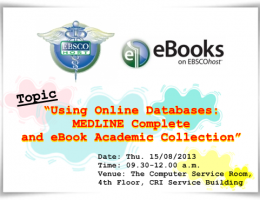 EBSCO
HOST
eBooks
on EBSCOhost
Topic
"Using Online Databases:
MEDLINE Complete
and eBook Academic Collection"
Date: Thu. 15/08/2013
Time: 09.30-12.00 a.m.
Venue: The Computer Service Room,
4th Floor, CRI Service Building